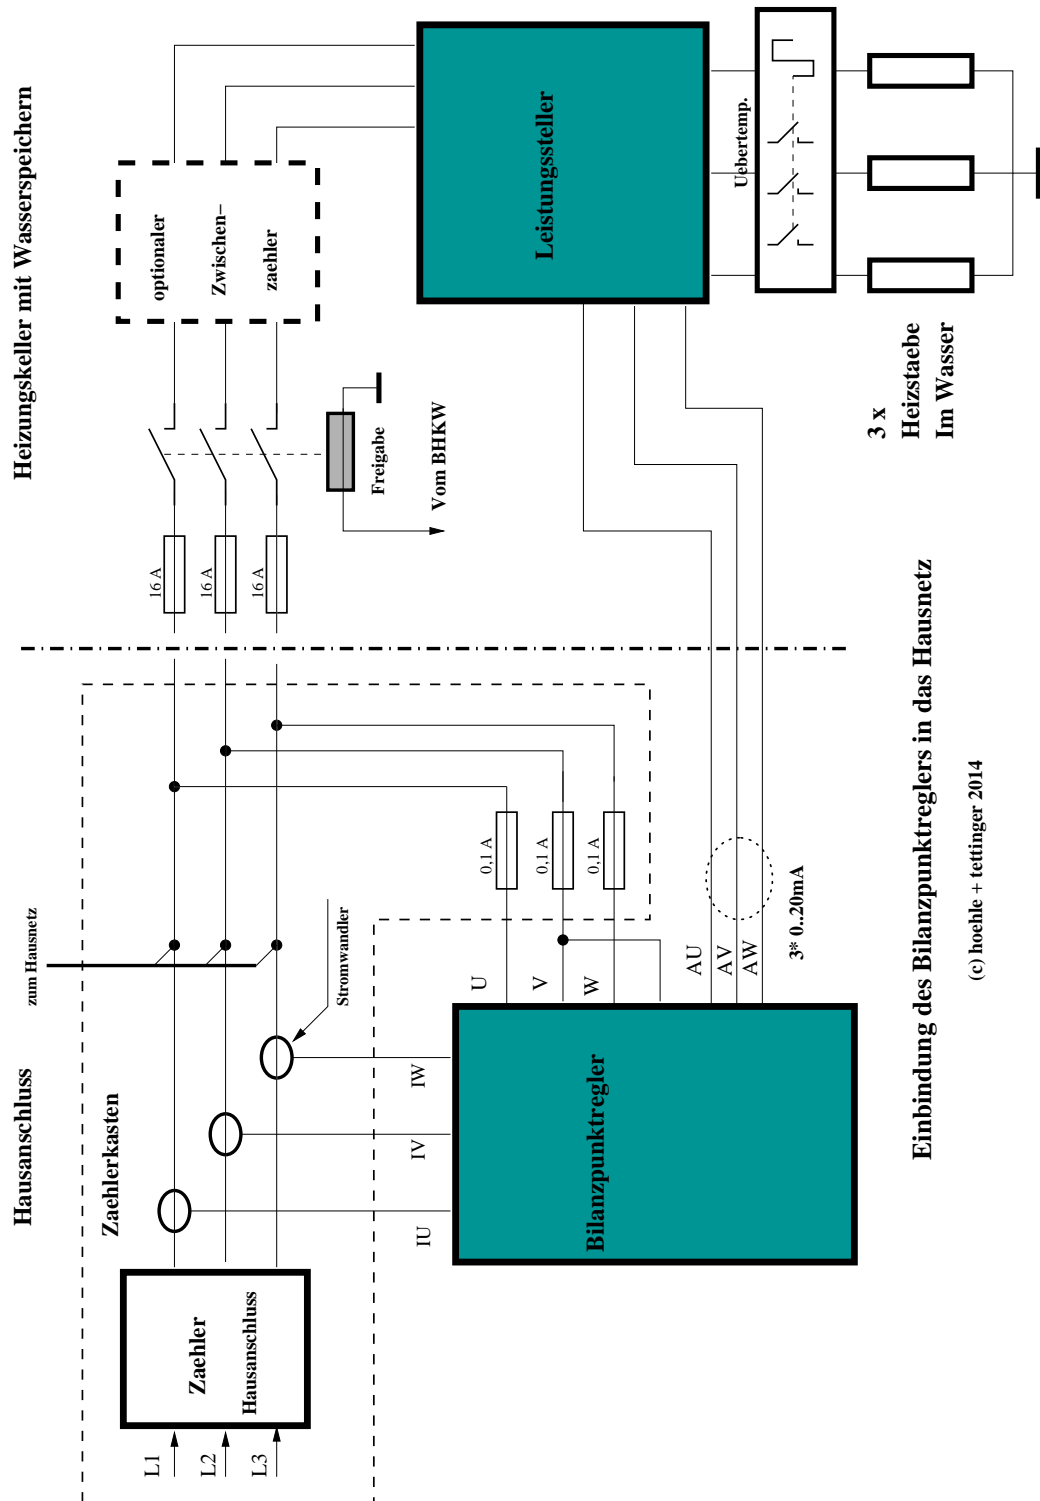 Hausanschluss
Heizungskeller mit Wasserspeichern
zum Hausnetz
Zaehlerkasten
L1
L2
L3
Zaehler
Hausanschluss
Stromwandler
16 A
16 A
16 A
optionaler
Zwischen-
zaehler
Freigabe
Vom BHKW
IU
IV
IW
U
V
W
0,1 A
0,1 A
0,1 A
AU
AV
AW
3* 0..20mA
Bilanzpunktregler
Leistungssteller
Uebertemp.
3 x
Heizstaebe
Im Wasser
Einbindung des Bilanzpunktreglers in das Hausnetz
(c) hoehle + tettinger 2014